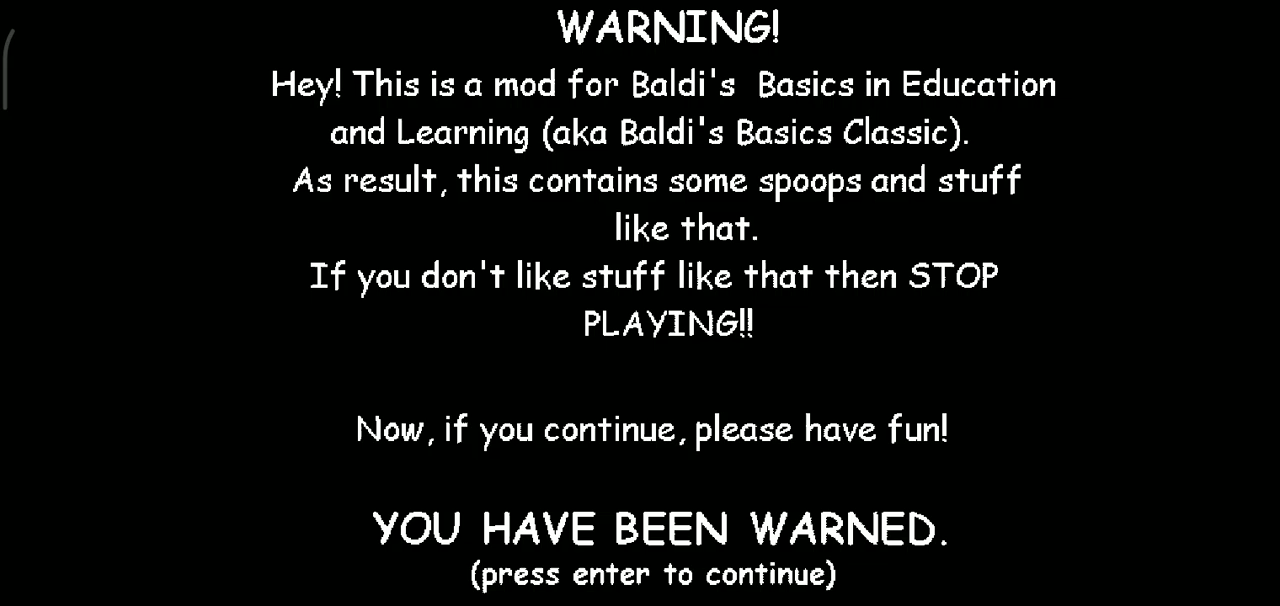 WARNING!
Hey! This is a mod for Baldi's Basics in Education
and Learning (aka Baldi's Basics Classic).
As result, this contains some spoops and stuff
like that.
If you don't like stuff like that then STOP
PLAYING!!
Now, if you continue, please have fun!
YOU HAVE BEEN WARNED.
(press enter to continue)